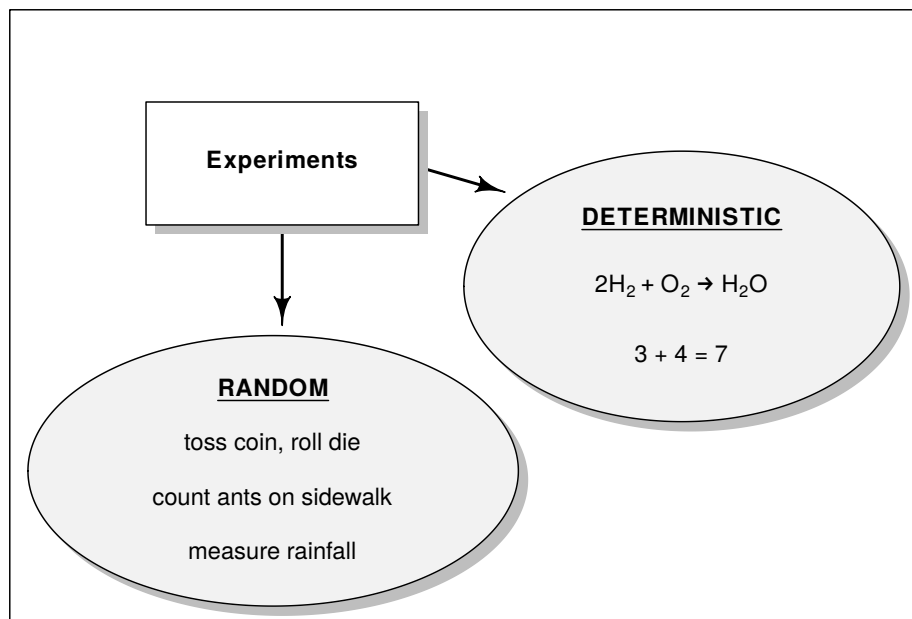 Experiments
DETERMINISTIC
2H₂ + O₂ → H₂O
3 + 4 = 7
RANDOM
toss coin, roll die
count ants on sidewalk
measure rainfall